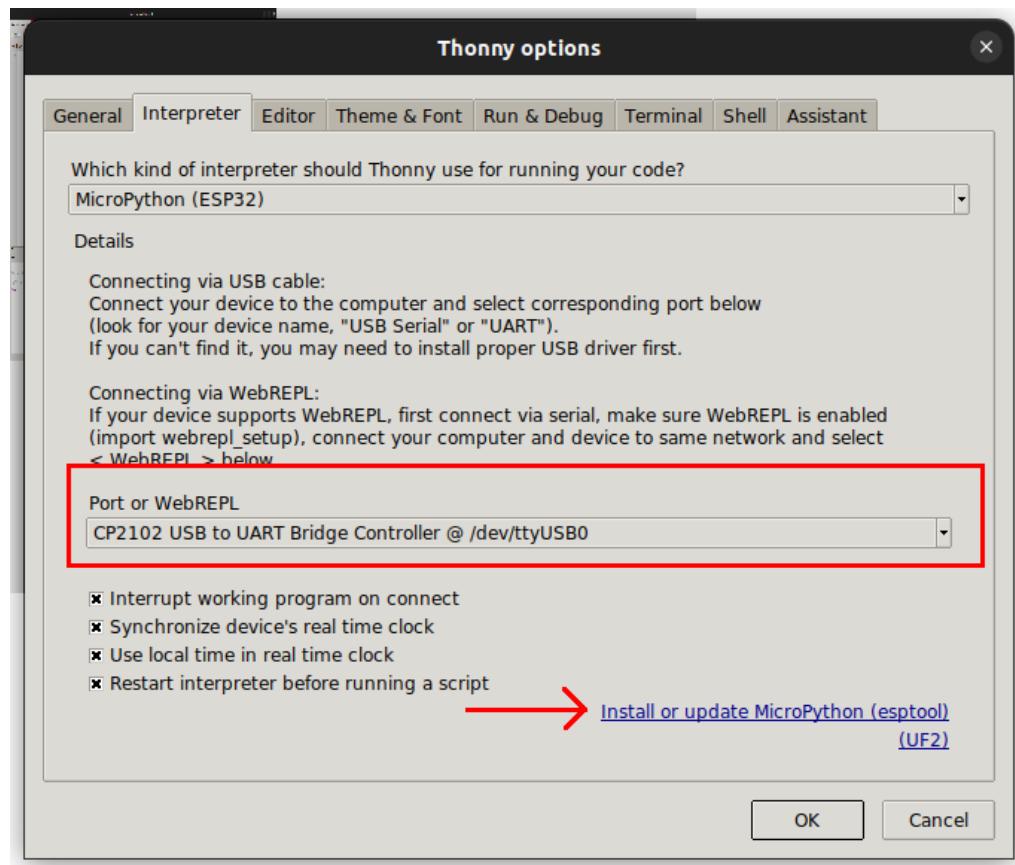 Thonny options
General Interpreter Editor Theme & Font Run & Debug Terminal Shell Assistant
Which kind of interpreter should Thonny use for running your code?
MicroPython (ESP32)
Details
Connecting via USB cable:
Connect your device to the computer and select corresponding port below
(look for your device name, "USB Serial" or "UART").
If you can't find it, you may need to install proper USB driver first.
Connecting via WebREPL:
If your device supports WebREPL, first connect via serial, make sure WebREPL is enabled
(import webrepl_setup), connect your computer and device to same network and select
< WebREPL > below
Port or WebREPL
CP2102 USB to UART Bridge Controller @ /dev/ttyUSB0
Interrupt working program on connect
Synchronize device's real time clock
Use local time in real time clock
Restart interpreter before running a script
Install or update MicroPython (esptool)
(UF2)
OK Cancel